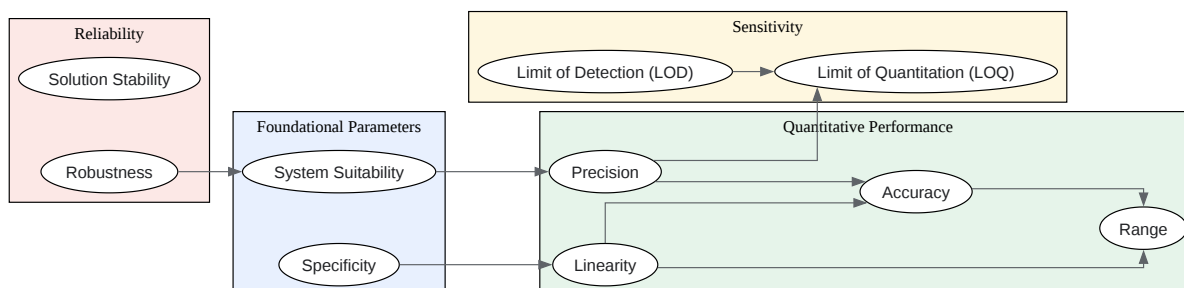 Reliability
Solution Stability
Robustness
Foundational Parameters
System Suitability
Specificity
Sensitivity
Limit of Detection (LOD)
Limit of Quantitation (LOQ)
Quantitative Performance
Precision
Accuracy
Linearity
Range